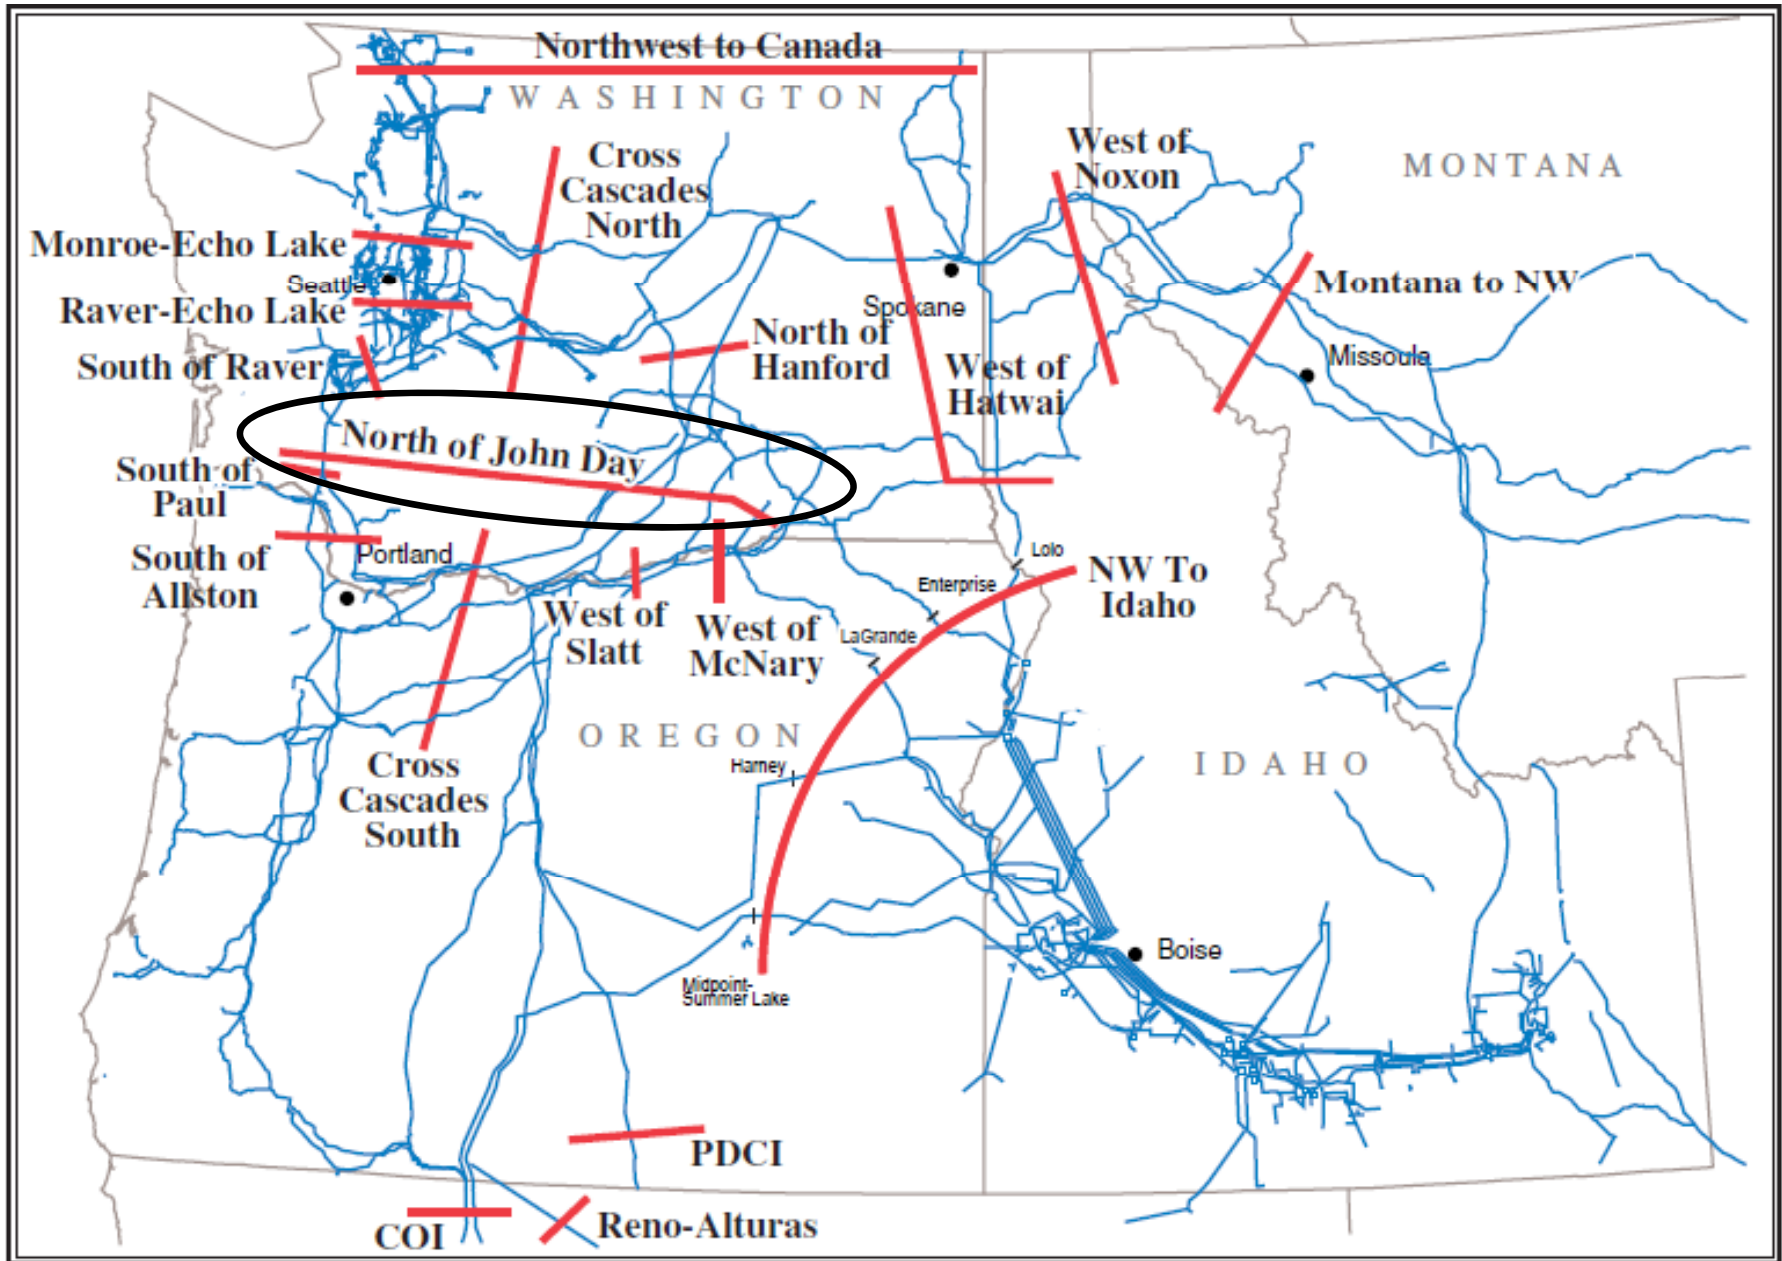 Northwest to Canada
WASHINGTON
Cross
Cascades
North
West of
Noxon
MONTANA
Monroe-Echo Lake
Seattle
Raver-Echo Lake
South of Raver
North of
Hanford
Spokane
West of
Hatwai
Montana to NW
Missoula
North of John Day
South of
Paul
South of
Allston
Portland
West of
Slatt
West of
McNary
Lolo
Enterprise
LaGrande
NW To
Idaho
OREGON
Harney
IDAHO
Cross
Cascades
South
Boise
Midpoint-
Summer Lake
PDCI
COI
Reno-Alturas